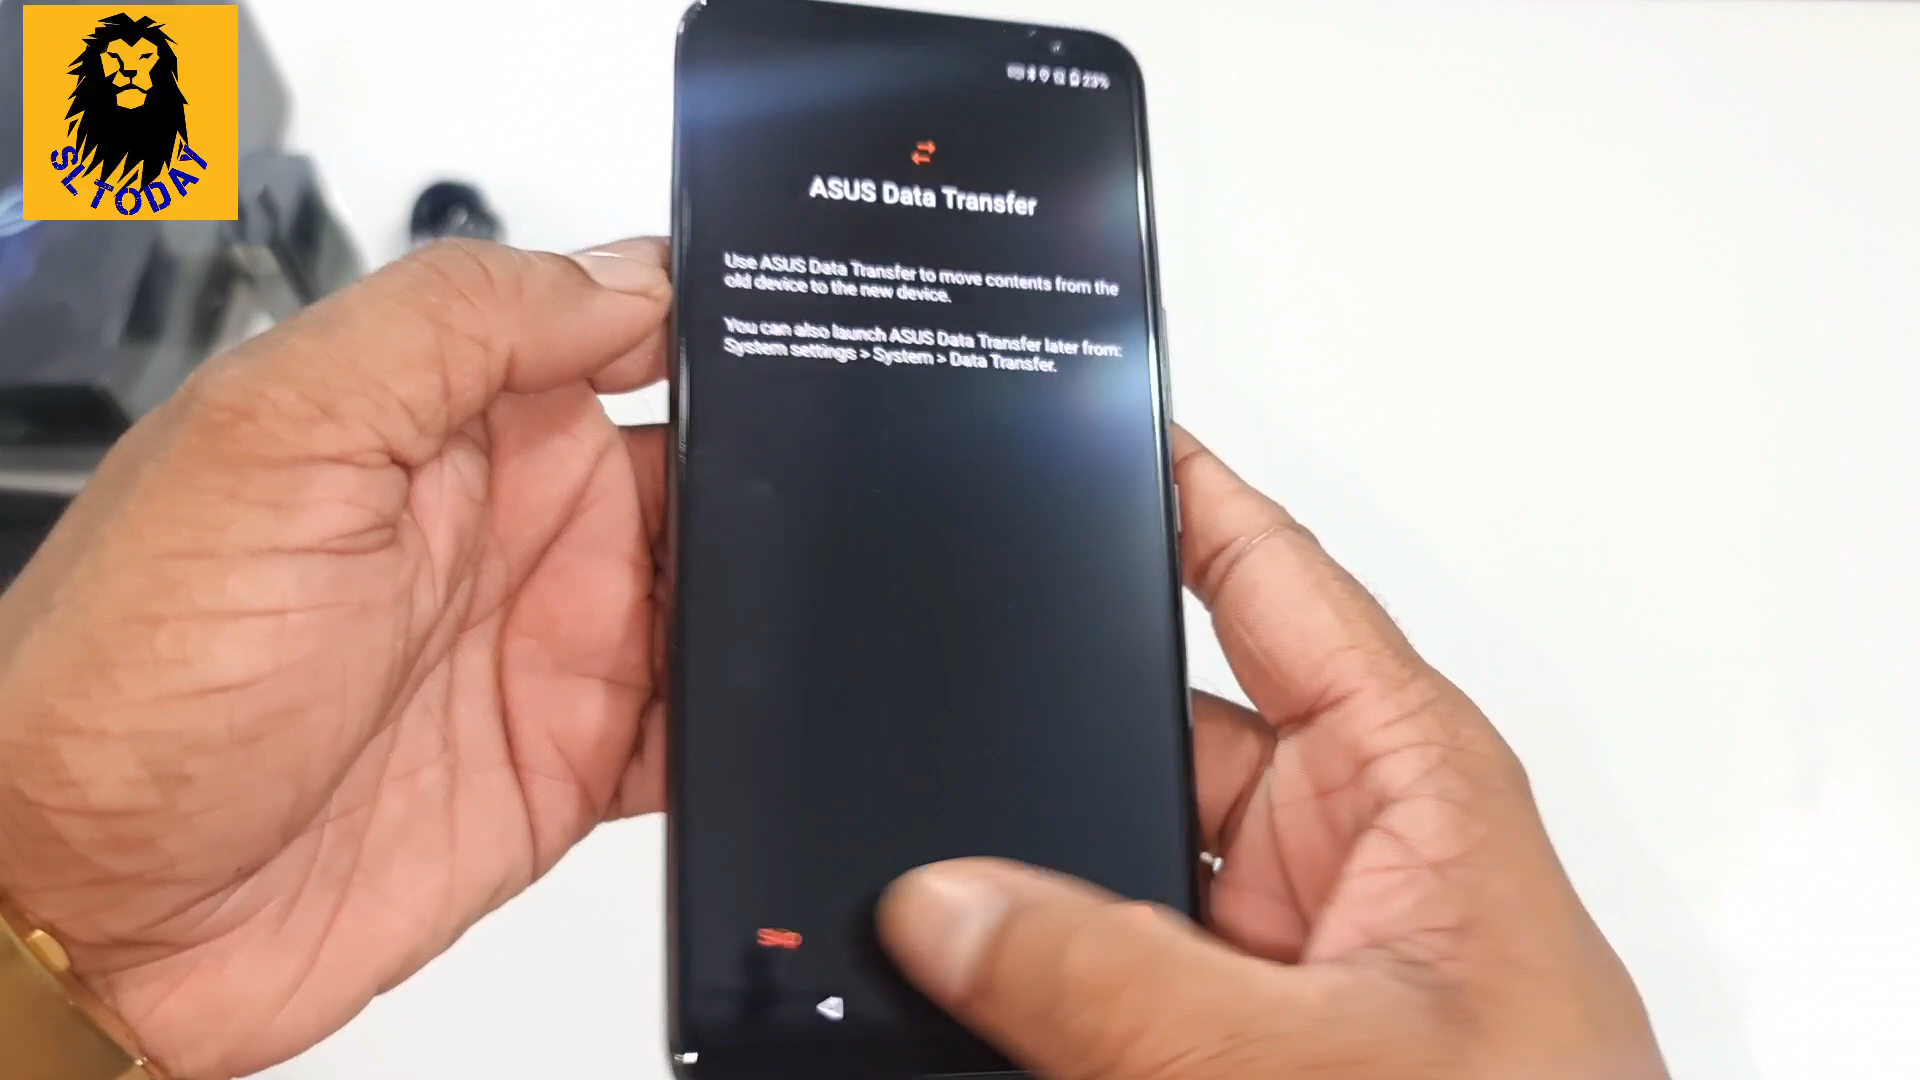 SLTODAY
23%
ASUS Data Transfer
Use ASUS Data Transfer to move contents from the
old device to the new device.
You can also launch ASUS Data Transfer later from:
System settings > System > Data Transfer.